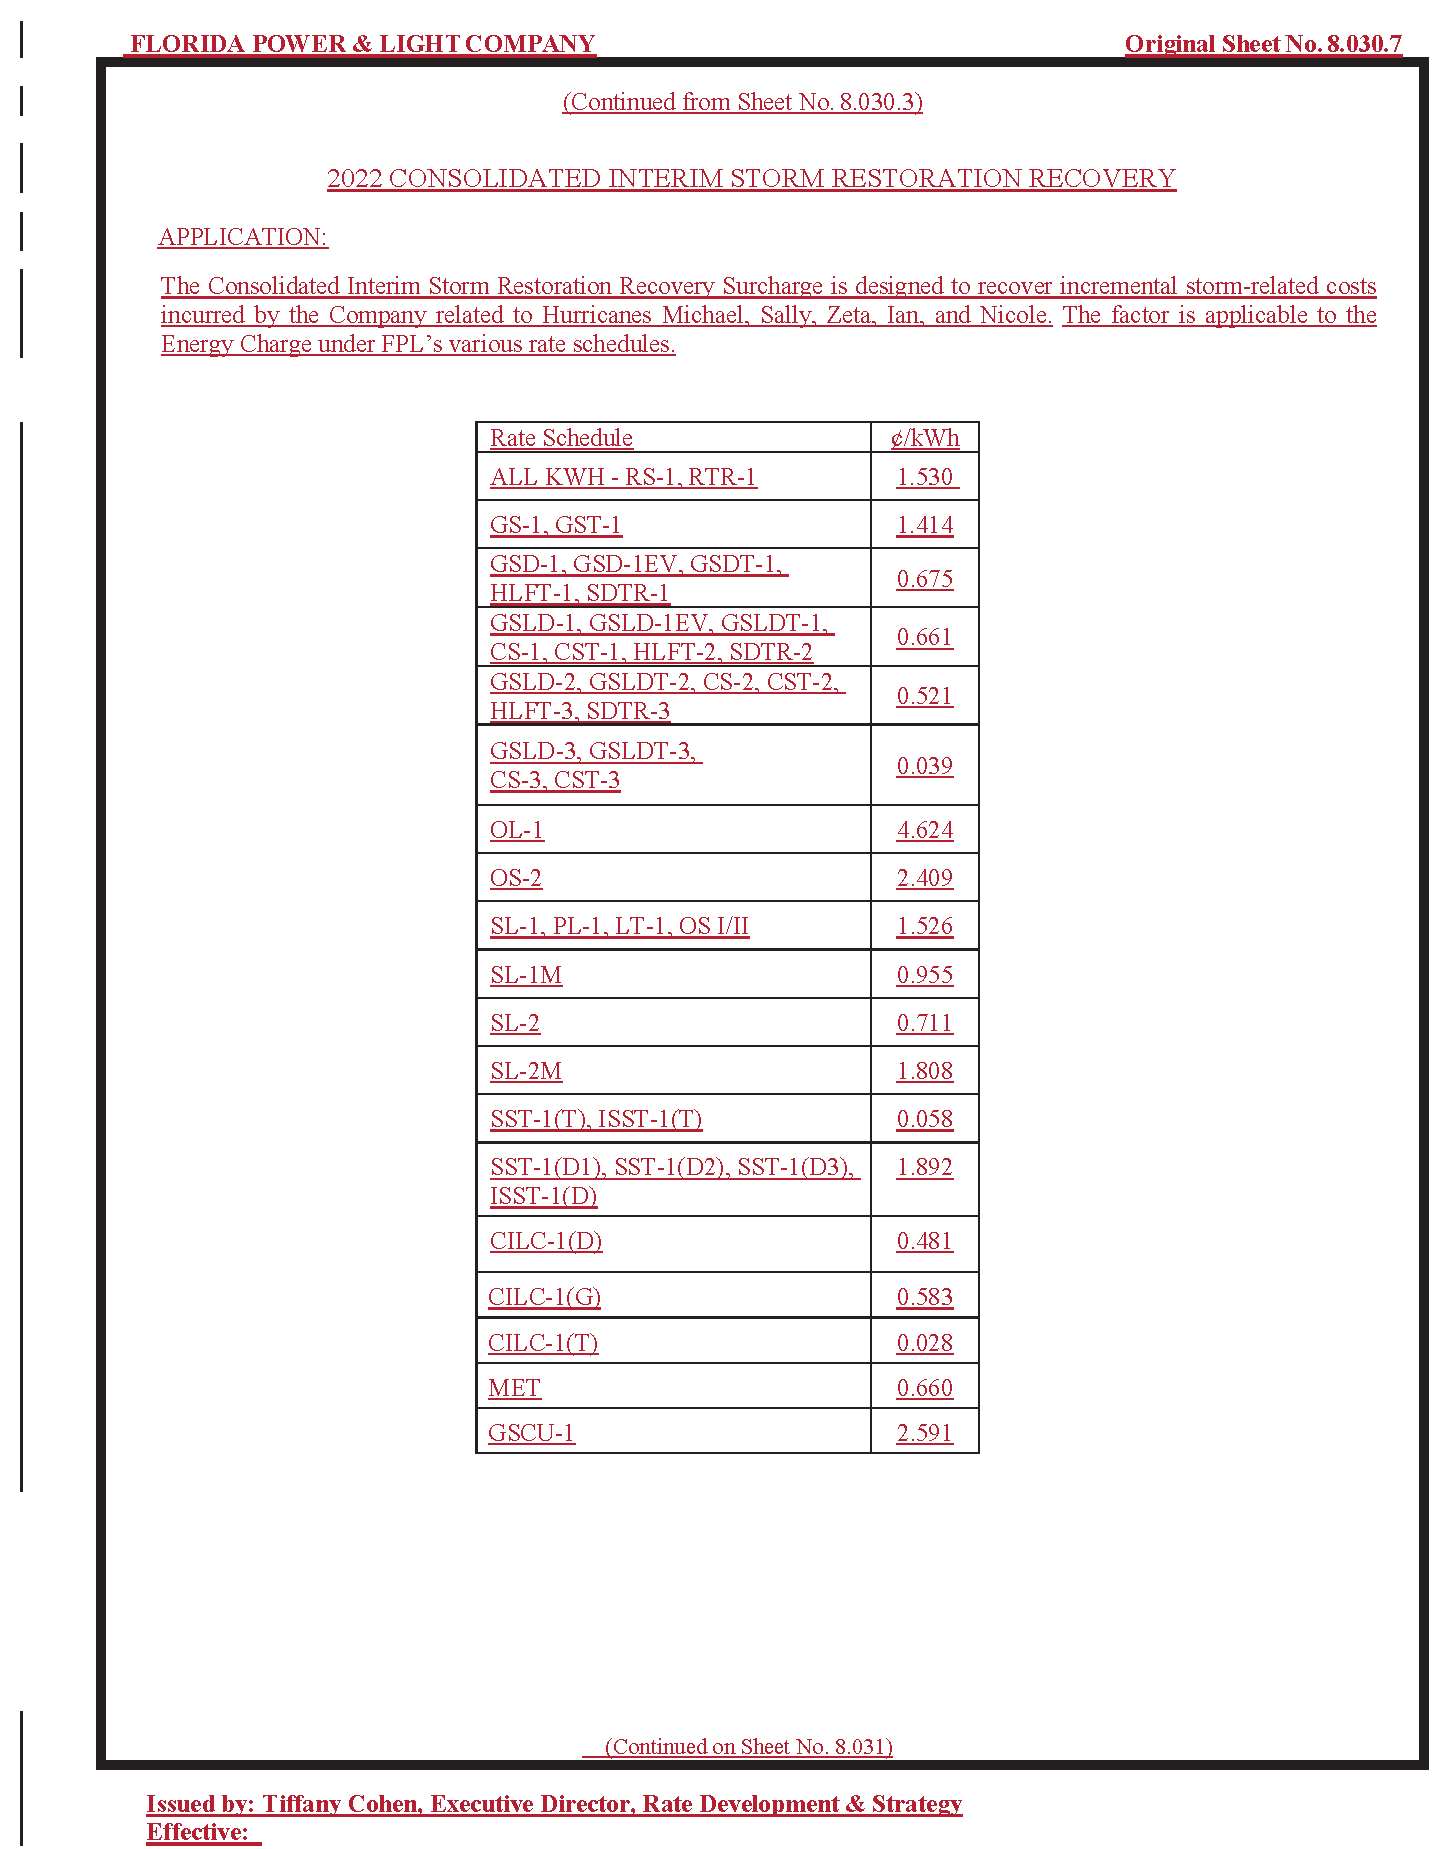 FLORIDA POWER & LIGHT COMPANY Original Sheet No. 8.030.7
(Continued from Sheet No. 8.030.3)
2022 CONSOLIDATED INTERIM STORM RESTORATION RECOVERY
APPLICATION:
The Consolidated Interim Storm Restoration Recovery Surcharge is designed to recover incremental storm-related costs
incurred by the Company related to Hurricanes Michael, Sally, Zeta, Ian, and Nicole. The factor is applicable to the
Energy Charge under FPL’s various rate schedules.
Rate Schedule ¢/kWh
ALL KWH - RS-1, RTR-1 1.530
GS-1, GST-1 1.414
GSD-1, GSD-1EV, GSDT-1,
HLFT-1, SDTR-1 0.675
GSLD-1, GSLD-1EV, GSLDT-1,
CS-1, CST-1, HLFT-2, SDTR-2 0.661
GSLD-2, GSLDT-2, CS-2, CST-2,
HLFT-3, SDTR-3 0.521
GSLD-3, GSLDT-3,
CS-3, CST-3 0.039
OL-1 4.624
OS-2 2.409
SL-1, PL-1, LT-1, OS I/II 1.526
SL-1M 0.955
SL-2 0.711
SL-2M 1.808
SST-1(T), ISST-1(T) 0.058
SST-1(D1), SST-1(D2), SST-1(D3), 1.892
ISST-1(D)
CILC-1(D) 0.481
CILC-1(G) 0.583
CILC-1(T) 0.028
MET 0.660
GSCU-1 2.591
(Continued on Sheet No. 8.031)
Issued by: Tiffany Cohen, Executive Director, Rate Development & Strategy
Effective: